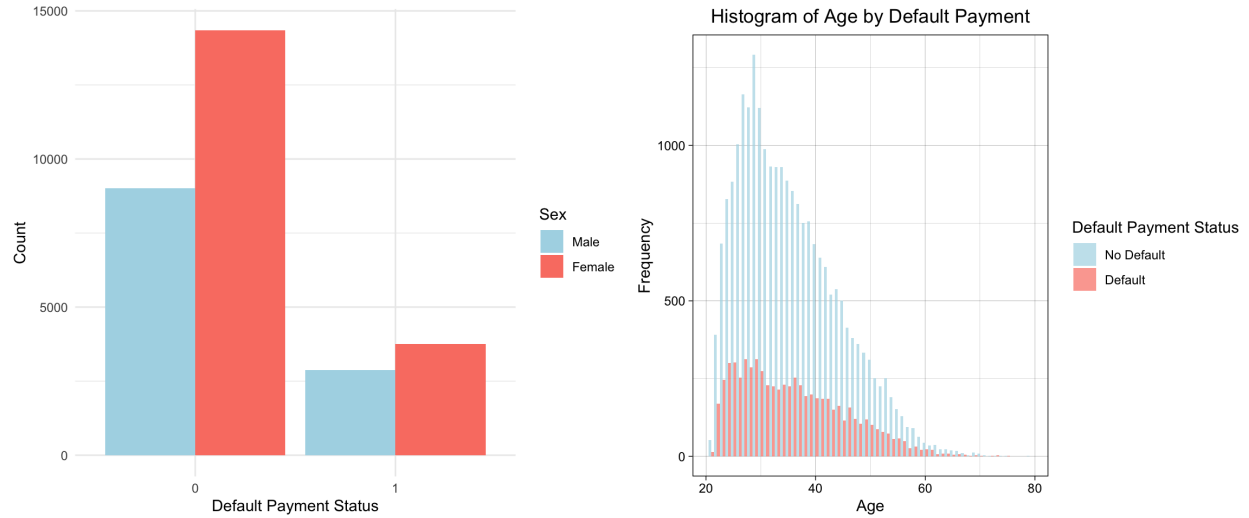 15000
10000
5000
0
Count
0
1
Default Payment Status
Sex
Male
Female
Histogram of Age by Default Payment
1000
500
0
Frequency
20
40
60
80
Age
Default Payment Status
No Default
Default